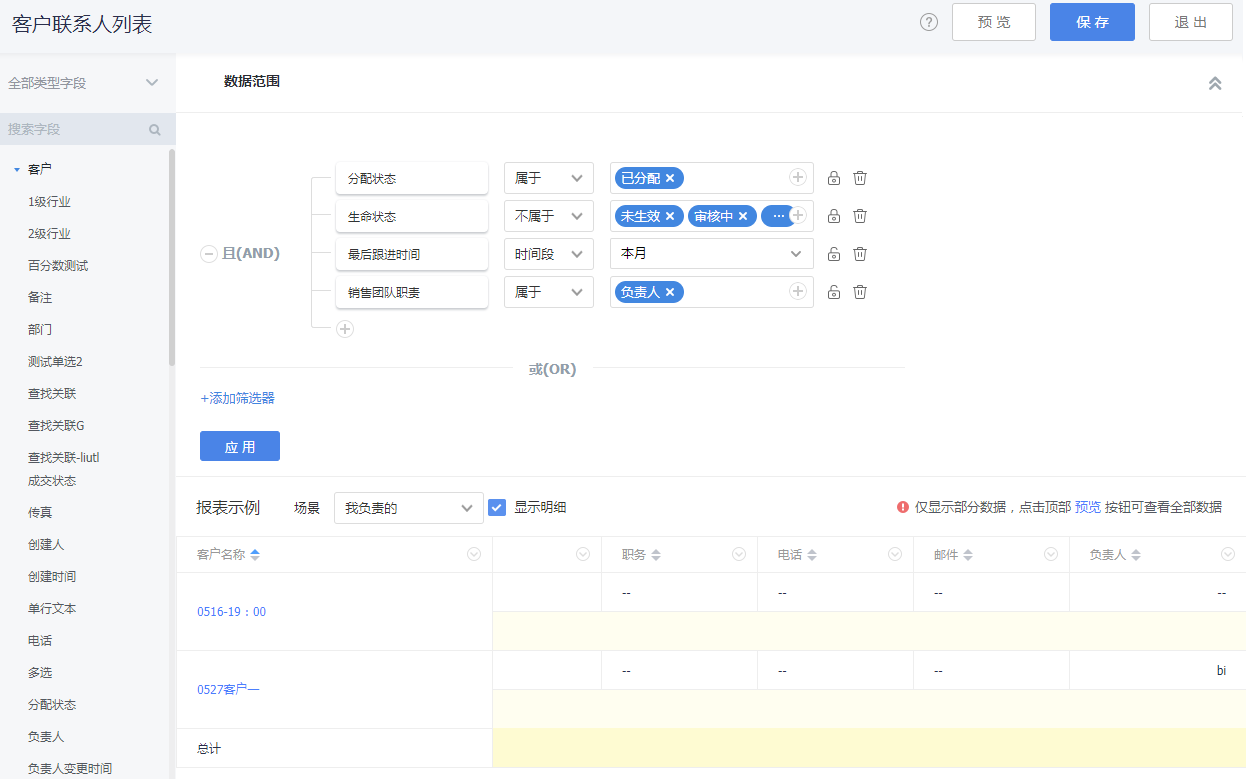 客户联系人列表
?
预 览
保 存
退 出
全部类型字段
搜索字段
客户
1级行业
2级行业
百分数测试
备注
部门
测试单选2
查找关联
查找关联G
查找关联-liutl
成交状态
传真
创建人
创建时间
单行文本
电话
多选
分配状态
负责人
负责人变更时间
数据范围
且(AND)
分配状态 属于 已分配 ×
生命状态 不属于 未生效 × 审核中 × ...
最后跟进时间 时间段 本月
销售团队职责 属于 负责人 ×
或(OR)
+添加筛选器
应 用
报表示例 场景 我负责的 显示明细 仅显示部分数据，点击顶部 预览 按钮可查看全部数据
客户名称 职务 电话 邮件 负责人
0516-19：00 -- -- -- --
0527客户一 -- -- -- bi
总计